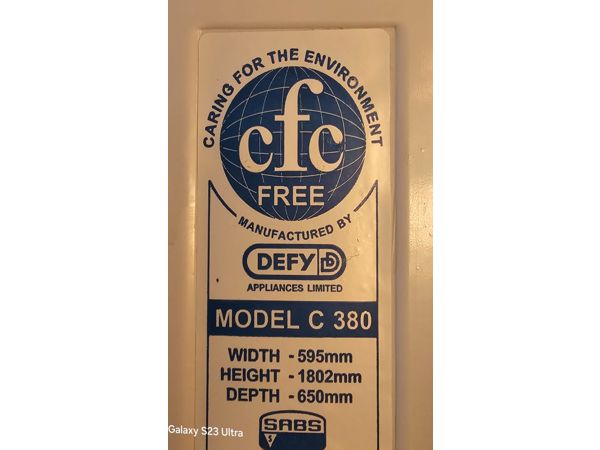 CARING FOR THE ENVIRONMENT
cfc
FREE
MANUFACTURED BY
DEFY D
APPLIANCES LIMITED
MODEL C 380
WIDTH - 595mm
HEIGHT - 1802mm
DEPTH - 650mm
SABS
Galaxy S23 Ultra